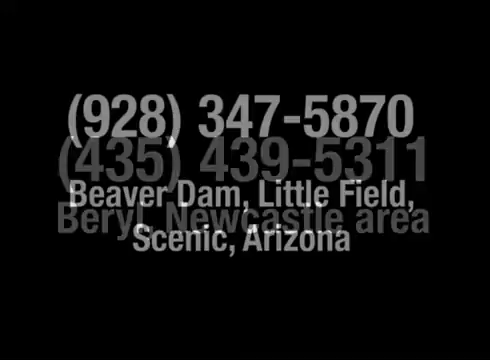 (928) 347-5870
(435) 439-5311
Beaver Dam, Little Field,
Beryl, Newcastle area
Scenic, Arizona